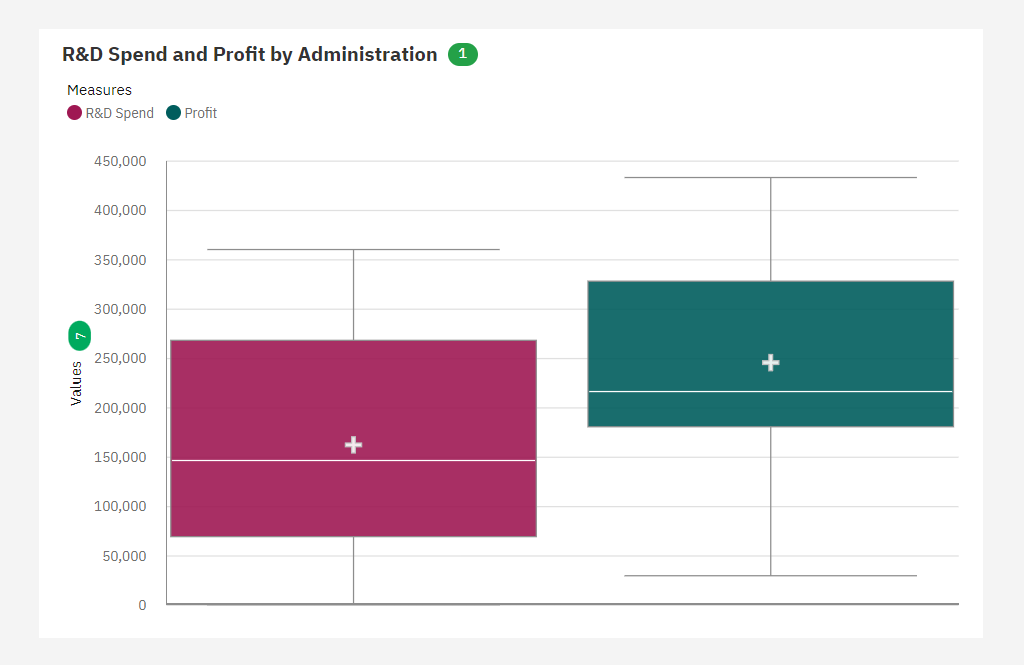 R&D Spend and Profit by Administration 1
Measures
R&D Spend Profit
450,000
400,000
350,000
300,000
250,000
200,000
150,000
100,000
50,000
0
Values 7